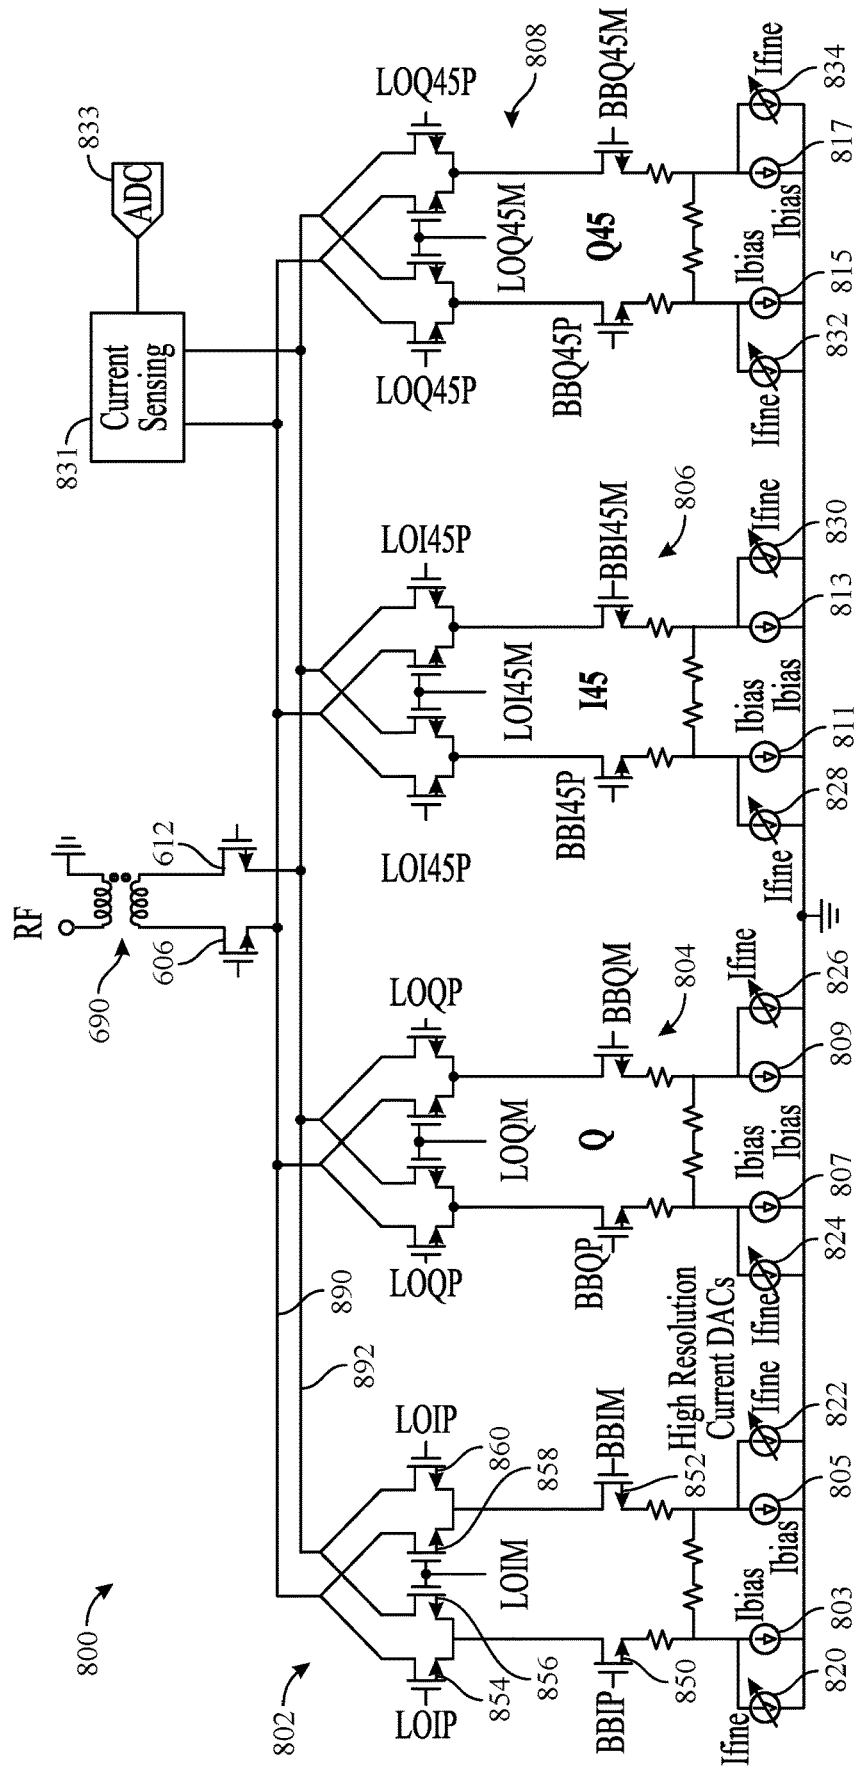 800
RF
690
606
612
831
Current
Sensing
ADC
833
890
892
802
LOIP
LOIP
LOQP
LOQP
LOI45P
LOI45P
LOQ45P
LOQ45P
808
854
856
LOIM
858
860
LOQM
LOI45M
LOQ45M
BBIP
850
852
BBIM
BBQP
Q
BBQM
804
BBI45P
I45
BBI45M
806
BBQ45P
Q45
BBQ45M
High Resolution
Current DACs
Ifine
Ibias
Ibias
Ifine
Ifine
Ibias
Ibias
Ifine
Ifine
Ibias
Ibias
Ifine
Ifine
Ibias
Ibias
Ifine
820
803
805
822
824
807
809
826
828
811
813
830
832
815
817
834